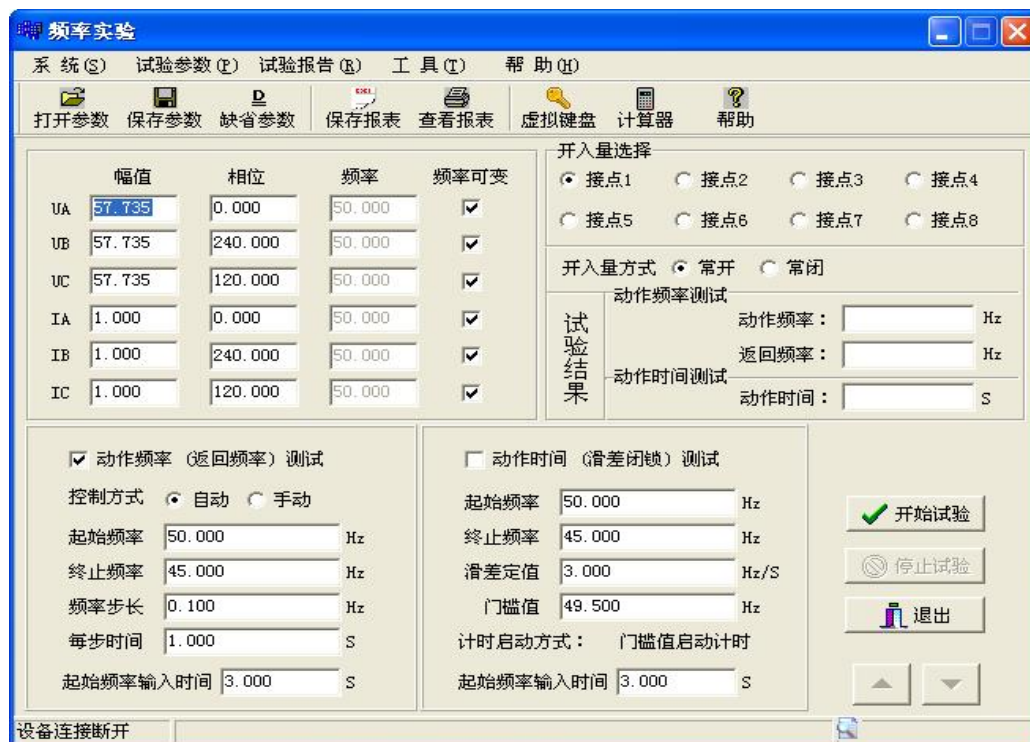 频率实验
系 统(S) 试验参数(P) 试验报告(R) 工 具(T) 帮 助(H)
打开参数 保存参数 缺省参数 保存报表 查看报表 虚拟键盘 计算器 帮助
幅值 相位 频率 频率可变
UA 57.735 0.000 50.000
UB 57.735 240.000 50.000
UC 57.735 120.000 50.000
IA 1.000 0.000 50.000
IB 1.000 240.000 50.000
IC 1.000 120.000 50.000
开入量选择
接点1 接点2 接点3 接点4
接点5 接点6 接点7 接点8
开入量方式 常开 常闭
试验结果
动作频率测试
动作频率： Hz
返回频率： Hz
动作时间测试
动作时间： S
动作频率（返回频率）测试
控制方式 自动 手动
起始频率 50.000 Hz
终止频率 45.000 Hz
频率步长 0.100 Hz
每步时间 1.000 S
起始频率输入时间 3.000 S
动作时间（滑差闭锁）测试
起始频率 50.000 Hz
终止频率 45.000 Hz
滑差定值 3.000 Hz/S
门槛值 49.500 Hz
计时启动方式： 门槛值启动计时
起始频率输入时间 3.000 S
开始试验
停止试验
退出
设备连接断开